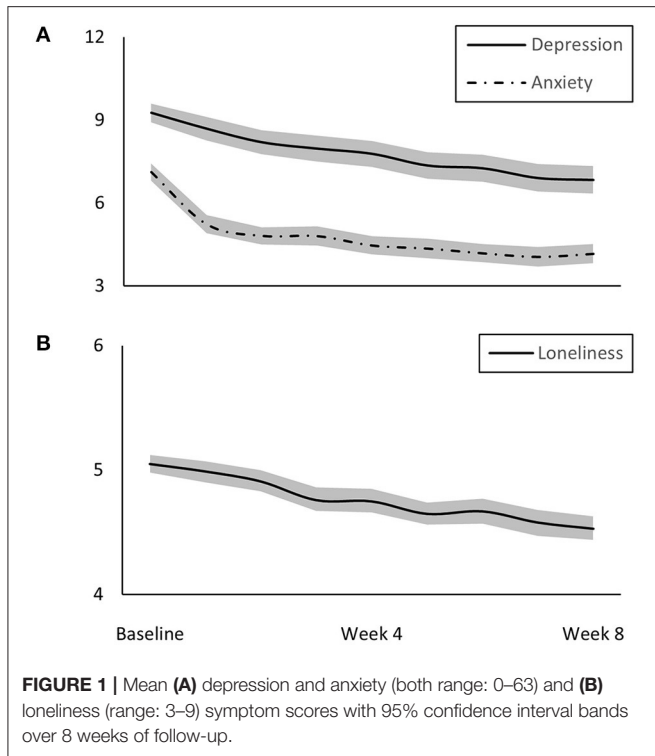 A
12
9
6
3
Depression
Anxiety
B
6
5
4
Loneliness
Baseline Week 4 Week 8
FIGURE 1 | Mean (A) depression and anxiety (both range: 0–63) and (B)
loneliness (range: 3–9) symptom scores with 95% confidence interval bands
over 8 weeks of follow-up.